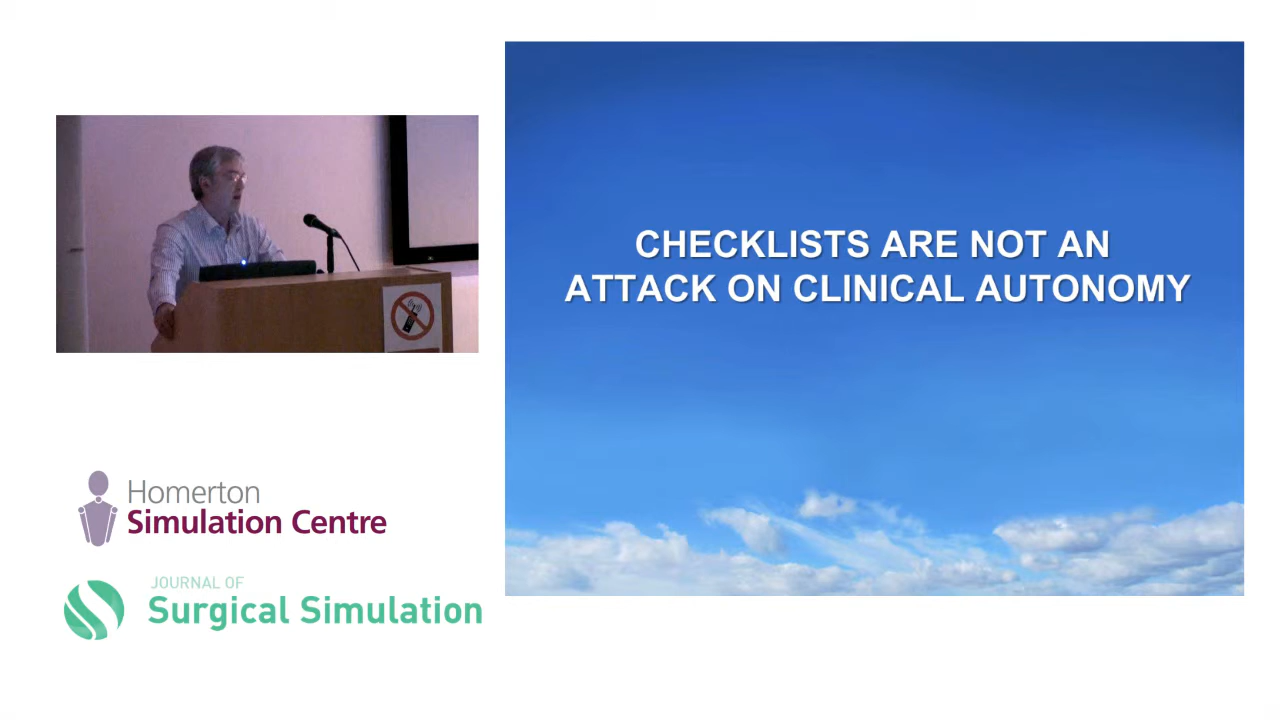 CHECKLISTS ARE NOT AN
ATTACK ON CLINICAL AUTONOMY
Homerton
Simulation Centre
JOURNAL OF
Surgical Simulation